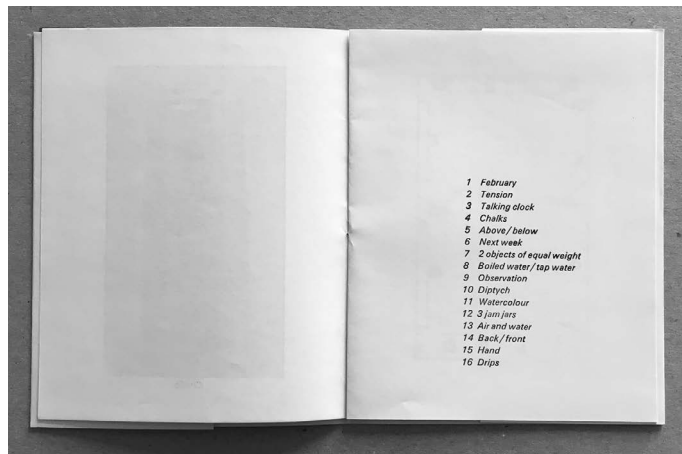 1 February
2 Tension
3 Talking clock
4 Chalks
5 Above/below
6 Next week
7 2 objects of equal weight
8 Boiled water/tap water
9 Observation
10 Diptych
11 Watercolour
12 3 jam jars
13 Air and water
14 Back/front
15 Hand
16 Drips